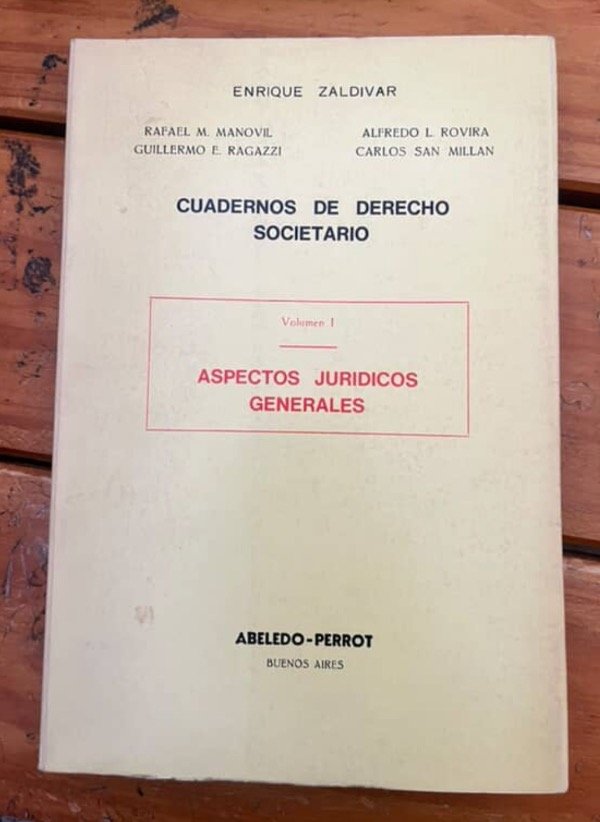 ENRIQUE ZALDIVAR
RAFAEL M. MANOVIL
GUILLERMO E. RAGAZZI
ALFREDO L. ROVIRA
CARLOS SAN MILLAN
CUADERNOS DE DERECHO
SOCIETARIO
Volumen I
ASPECTOS JURIDICOS
GENERALES
ABELEDO-PERROT
BUENOS AIRES